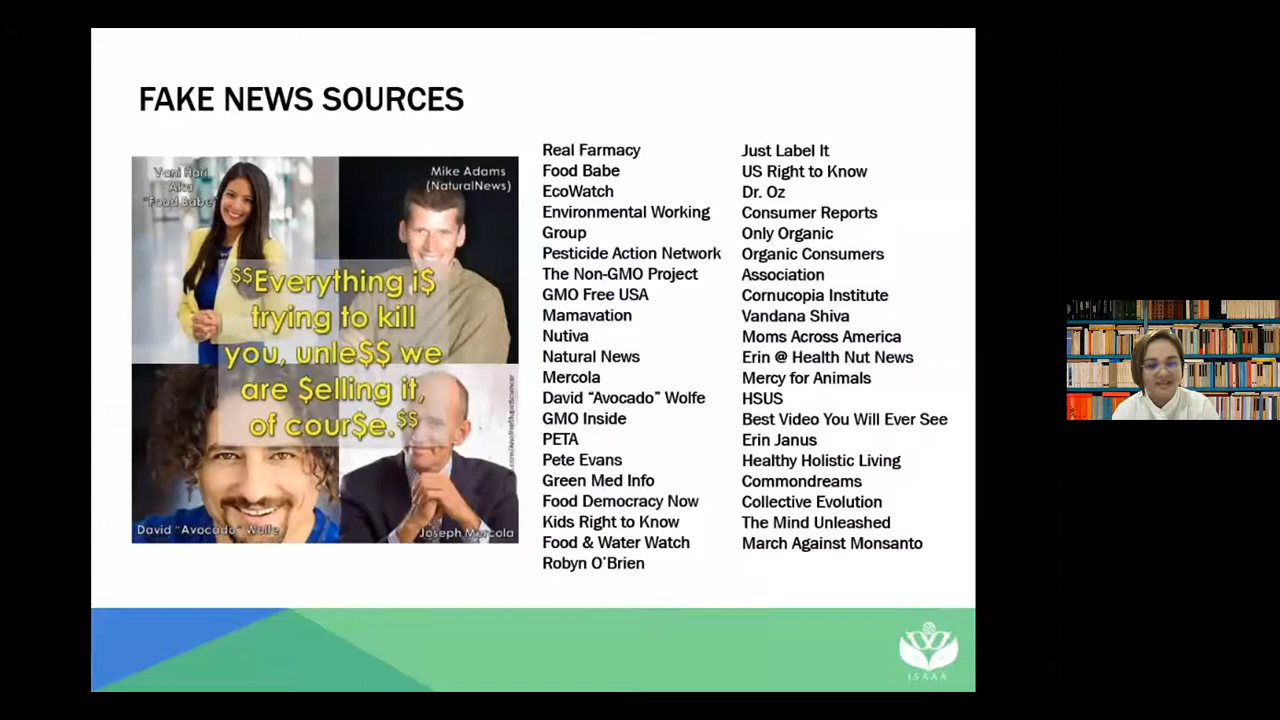 FAKE NEWS SOURCES
Vani Hari
Aka
"Food Babe"
Mike Adams
(NaturalNews)
$$Everything i$
trying to kill
you, unle$$ we
are $elling it,
of cour$e.$$
David "Avocado" Wolfe
Joseph Mercola
Real Farmacy
Food Babe
EcoWatch
Environmental Working
Group
Pesticide Action Network
The Non-GMO Project
GMO Free USA
Mamavation
Nutiva
Natural News
Mercola
David “Avocado” Wolfe
GMO Inside
PETA
Pete Evans
Green Med Info
Food Democracy Now
Kids Right to Know
Food & Water Watch
Robyn O’Brien
Just Label It
US Right to Know
Dr. Oz
Consumer Reports
Only Organic
Organic Consumers
Association
Cornucopia Institute
Vandana Shiva
Moms Across America
Erin @ Health Nut News
Mercy for Animals
HSUS
Best Video You Will Ever See
Erin Janus
Healthy Holistic Living
Commondreams
Collective Evolution
The Mind Unleashed
March Against Monsanto
ISAAA